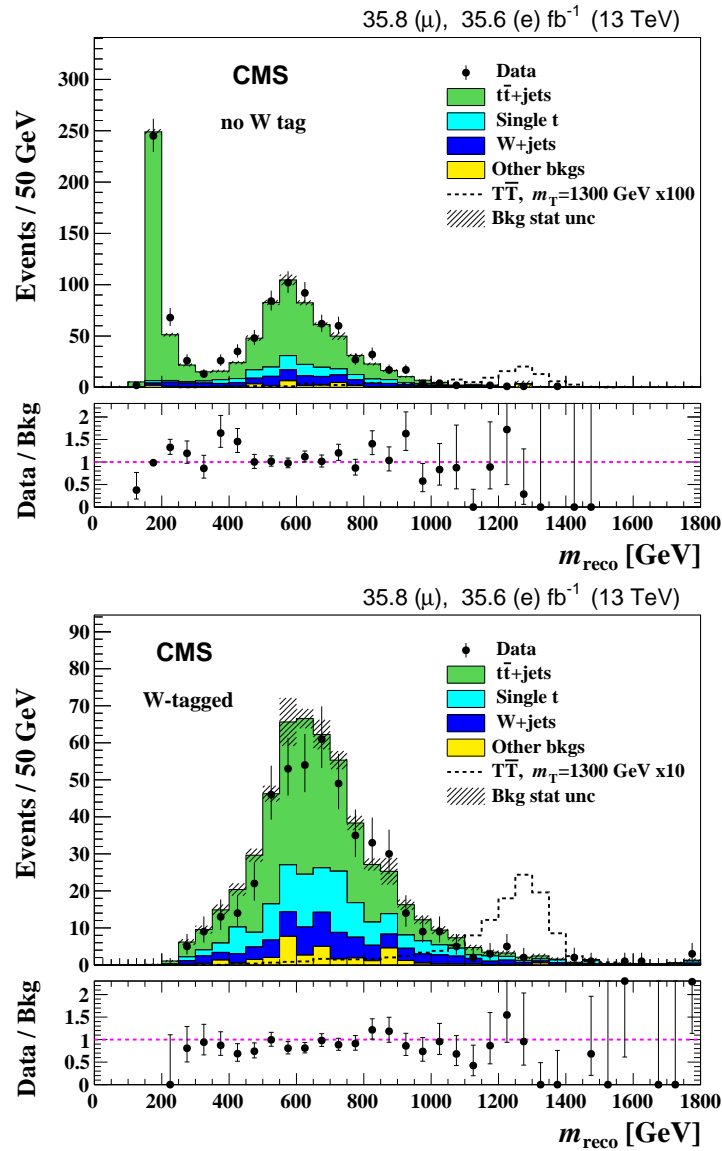 35.8 (μ), 35.6 (e) fb⁻¹ (13 TeV)
CMS
no W tag
Data
tt̅+jets
Single t
W+jets
Other bkgs
TT̅, m_T=1300 GeV x100
Bkg stat unc
Events / 50 GeV
300
250
200
150
100
50
0
Data / Bkg
2
1.5
1
0.5
0
0 200 400 600 800 1000 1200 1400 1600 1800
m_reco [GeV]
35.8 (μ), 35.6 (e) fb⁻¹ (13 TeV)
CMS
W-tagged
Data
tt̅+jets
Single t
W+jets
Other bkgs
TT̅, m_T=1300 GeV x10
Bkg stat unc
Events / 50 GeV
90
80
70
60
50
40
30
20
10
0
Data / Bkg
2
1.5
1
0.5
0
0 200 400 600 800 1000 1200 1400 1600 1800
m_reco [GeV]